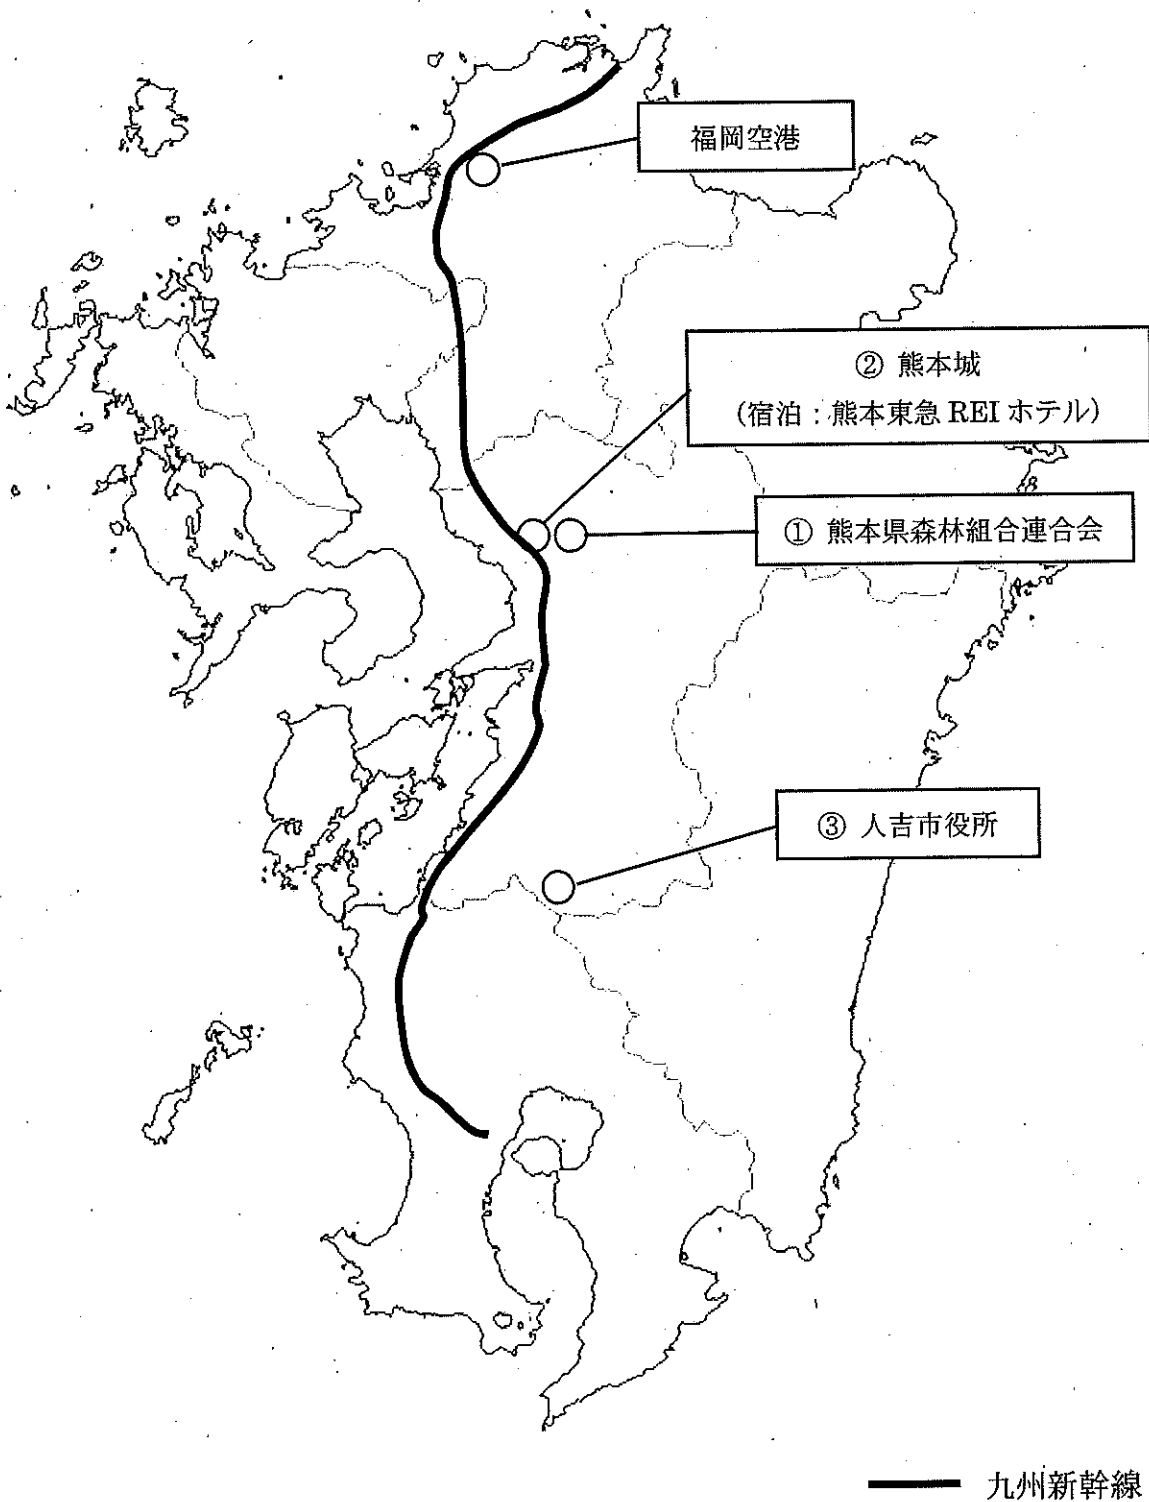 福岡空港
② 熊本城
(宿泊：熊本東急 REI ホテル)
① 熊本県森林組合連合会
③ 人吉市役所
九州新幹線